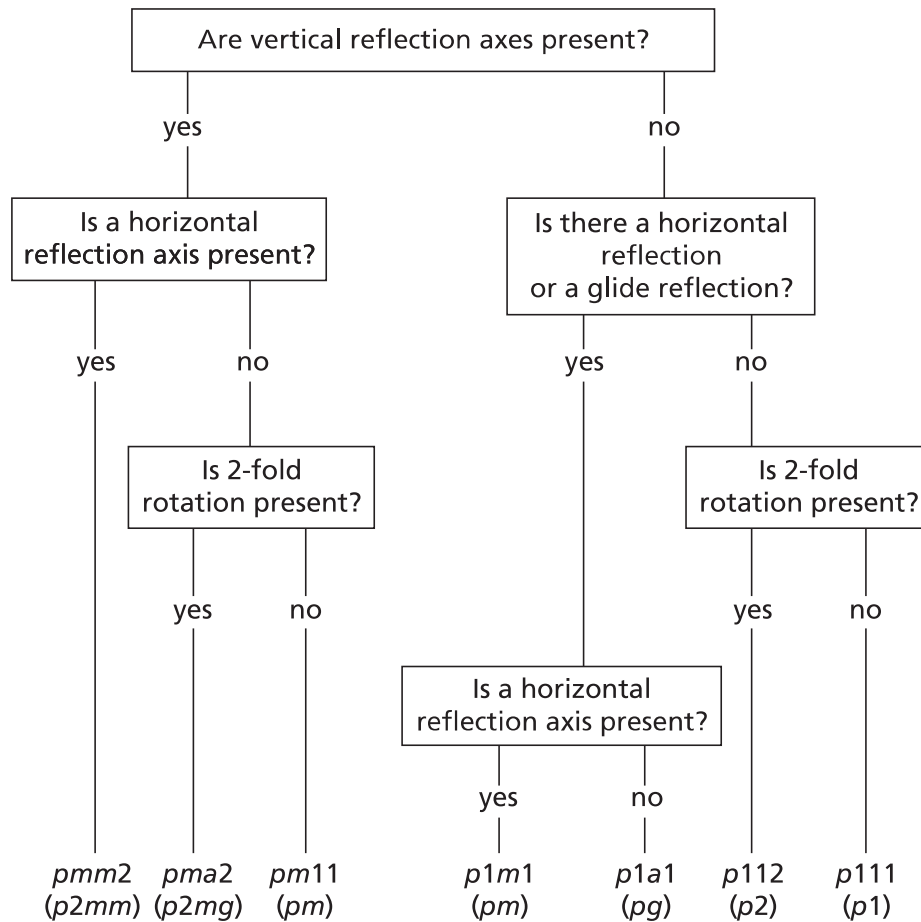 Are vertical reflection axes present?
yes
no
Is a horizontal
reflection axis present?
Is there a horizontal
reflection
or a glide reflection?
yes
no
yes
no
Is 2-fold
rotation present?
Is 2-fold
rotation present?
yes
no
yes
no
Is a horizontal
reflection axis present?
yes
no
pmm2
(p2mm)
pma2
(p2mg)
pm11
(pm)
p1m1
(pm)
p1a1
(pg)
p112
(p2)
p111
(p1)